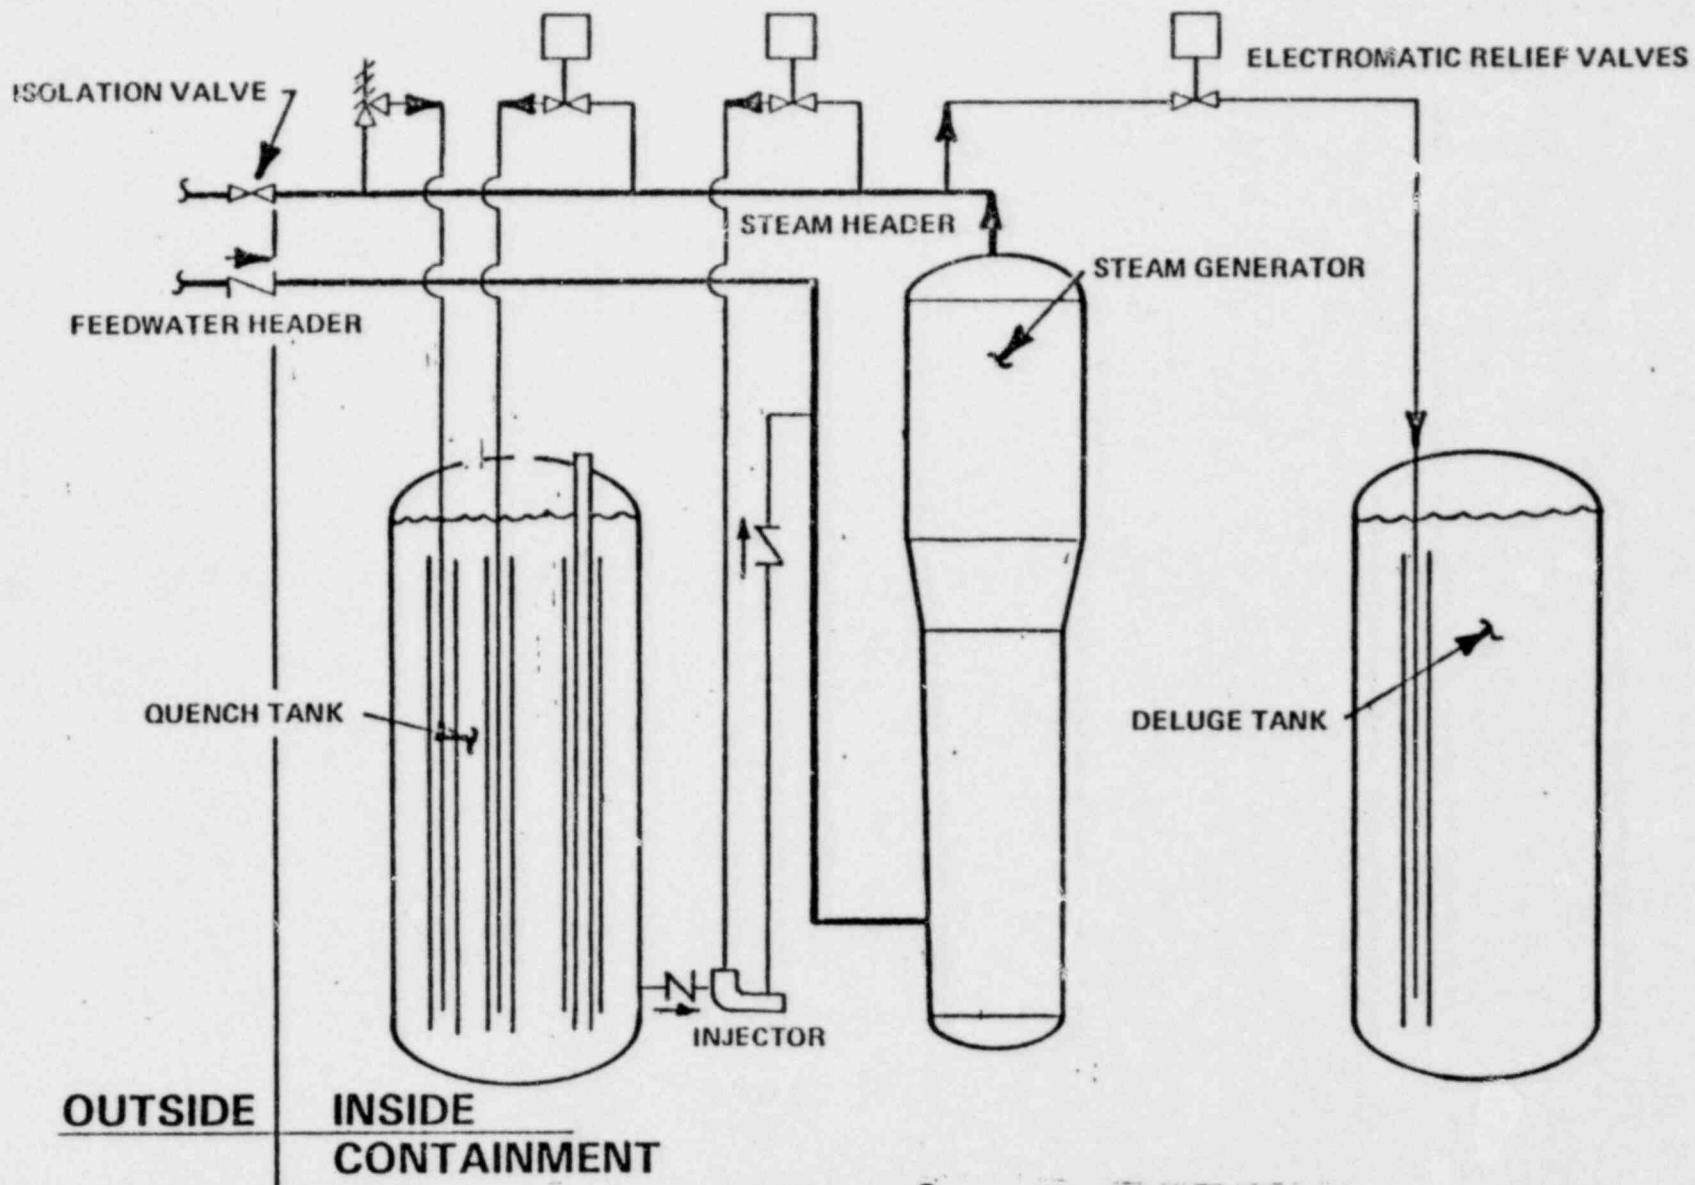 ELECTROMATIC RELIEF VALVES
ISOLATION VALVE
STEAM HEADER
STEAM GENERATOR
FEEDWATER HEADER
QUENCH TANK
DELUGE TANK
INJECTOR
OUTSIDE INSIDE
CONTAINMENT